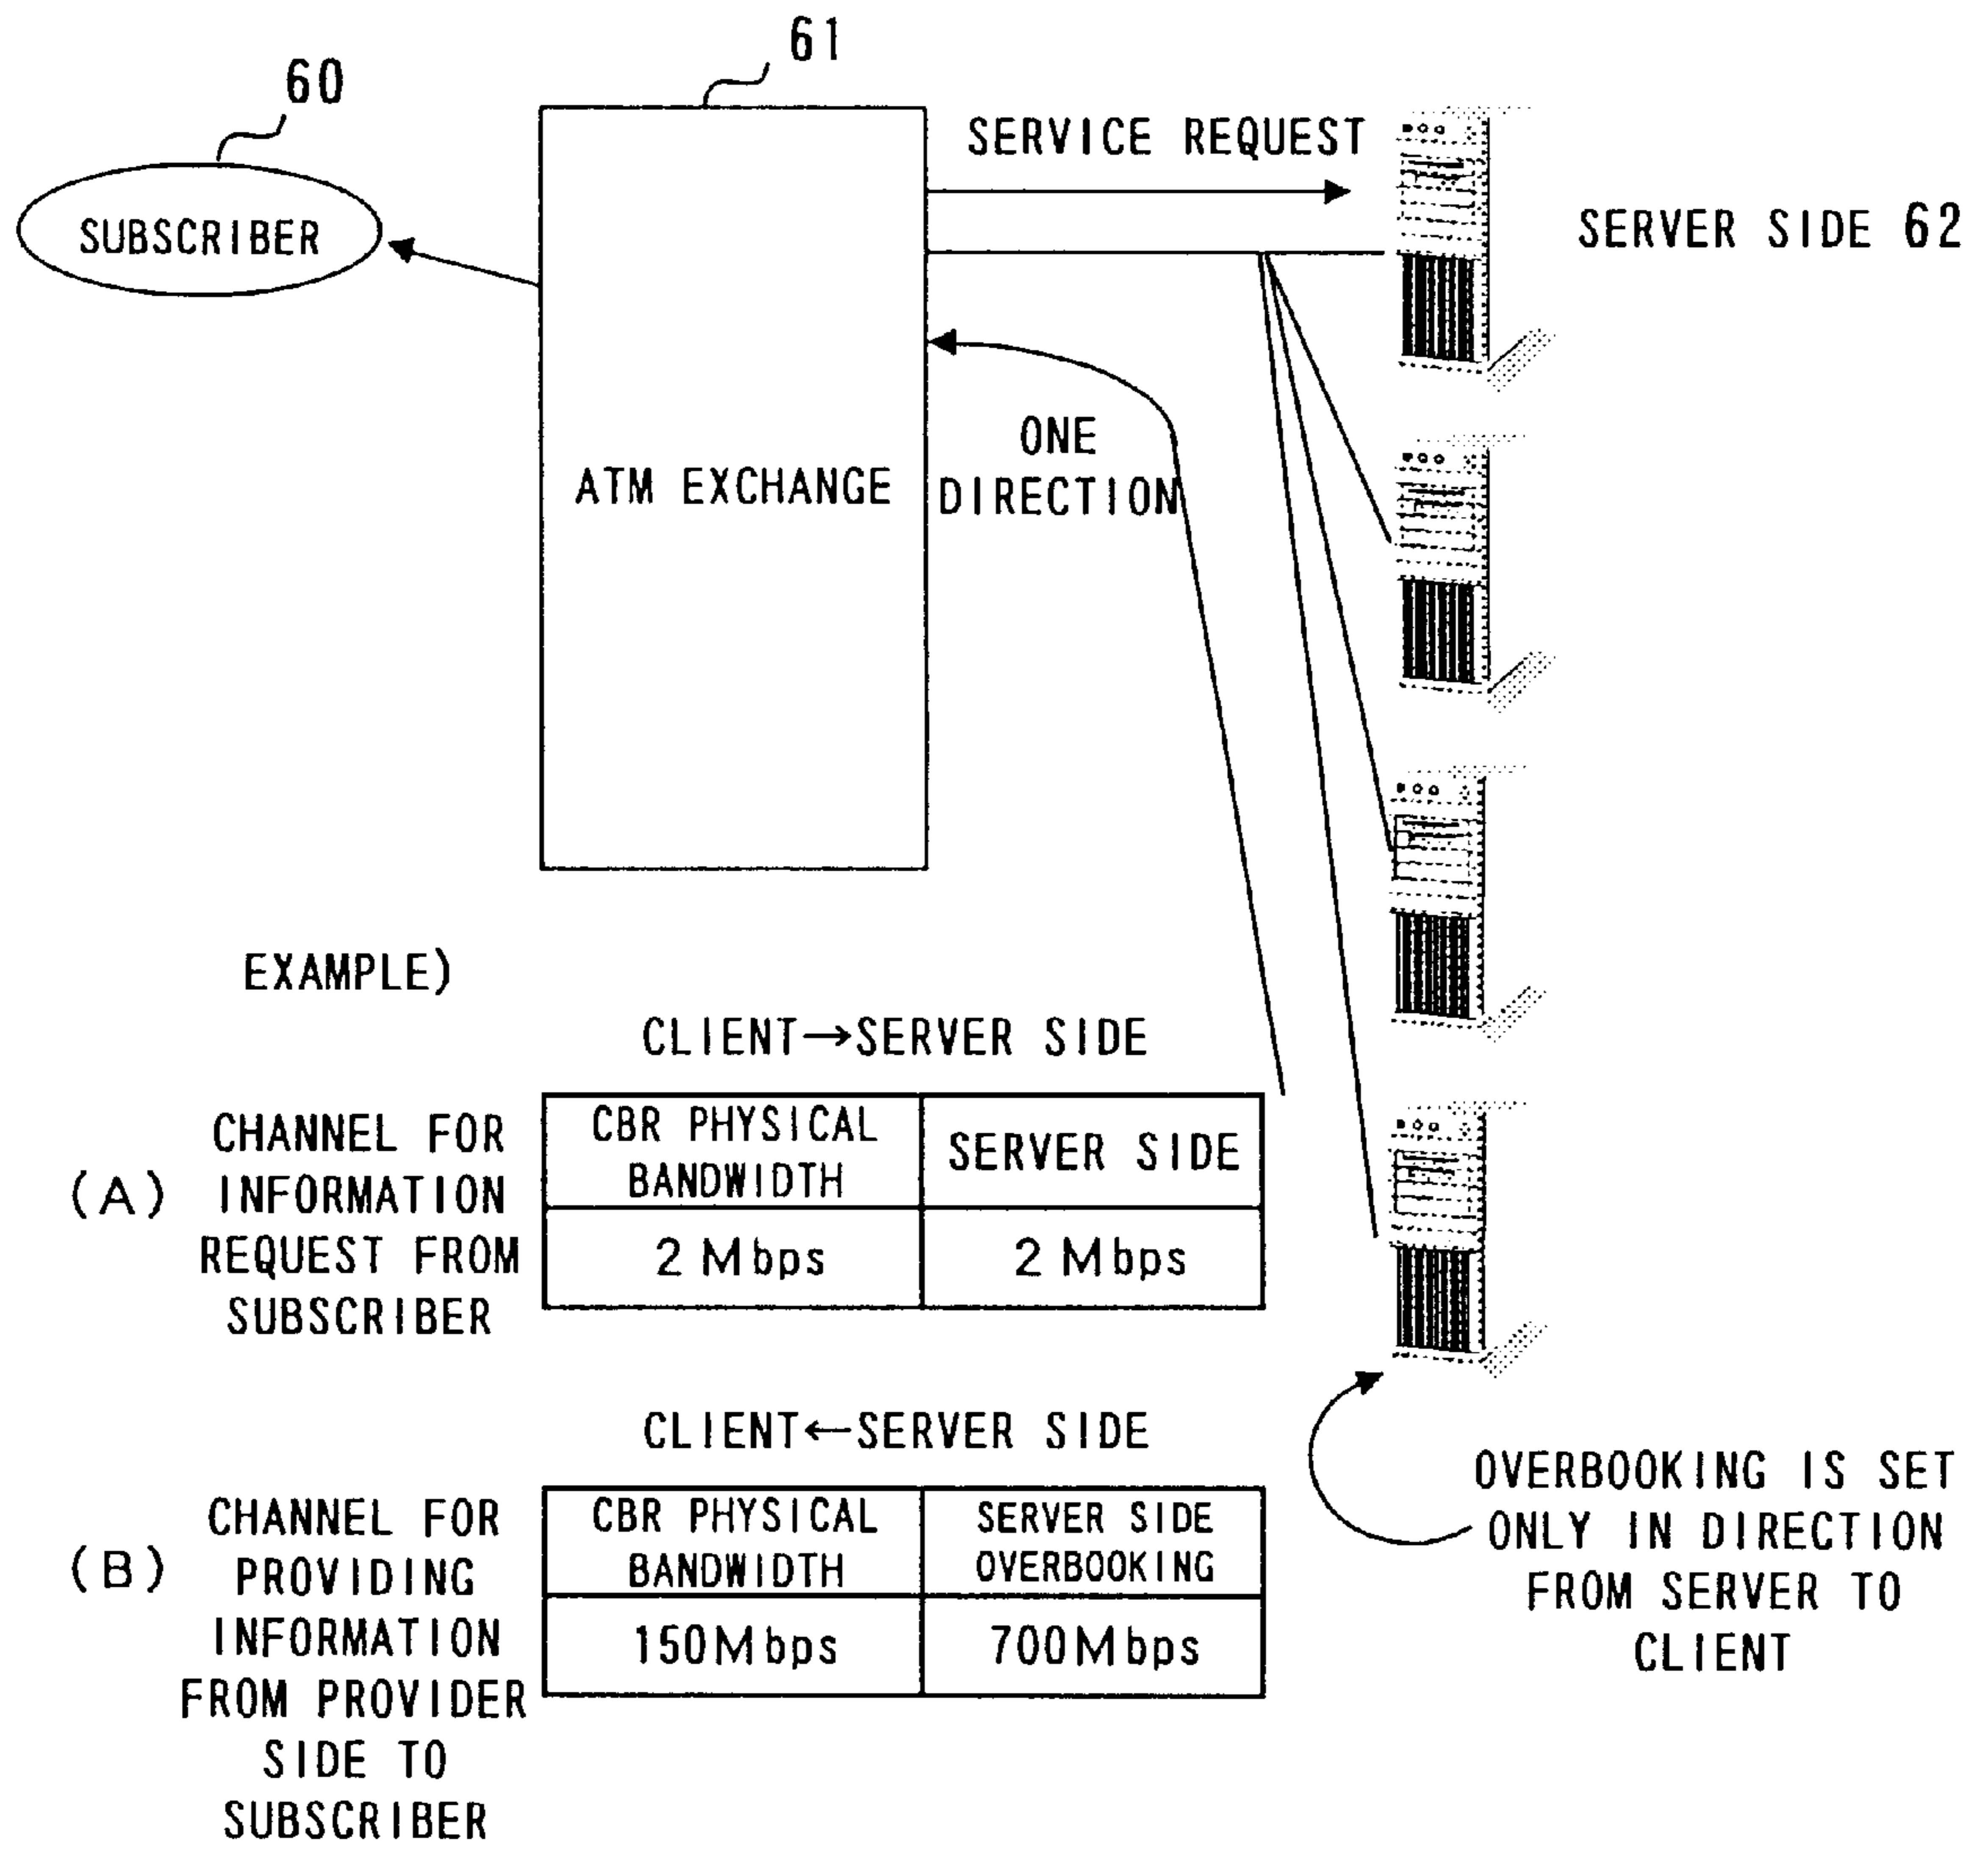 60
61
SUBSCRIBER
SERVICE REQUEST
SERVER SIDE 62
ONE
DIRECTION
ATM EXCHANGE
EXAMPLE)
CLIENT→SERVER SIDE
(A)
CHANNEL FOR
INFORMATION
REQUEST FROM
SUBSCRIBER
CBR PHYSICAL
BANDWIDTH
SERVER SIDE
2 Mbps
2 Mbps
CLIENT←SERVER SIDE
(B)
CHANNEL FOR
PROVIDING
INFORMATION
FROM PROVIDER
SIDE TO
SUBSCRIBER
CBR PHYSICAL
BANDWIDTH
SERVER SIDE
OVERBOOKING
150Mbps
700Mbps
OVERBOOKING IS SET
ONLY IN DIRECTION
FROM SERVER TO
CLIENT